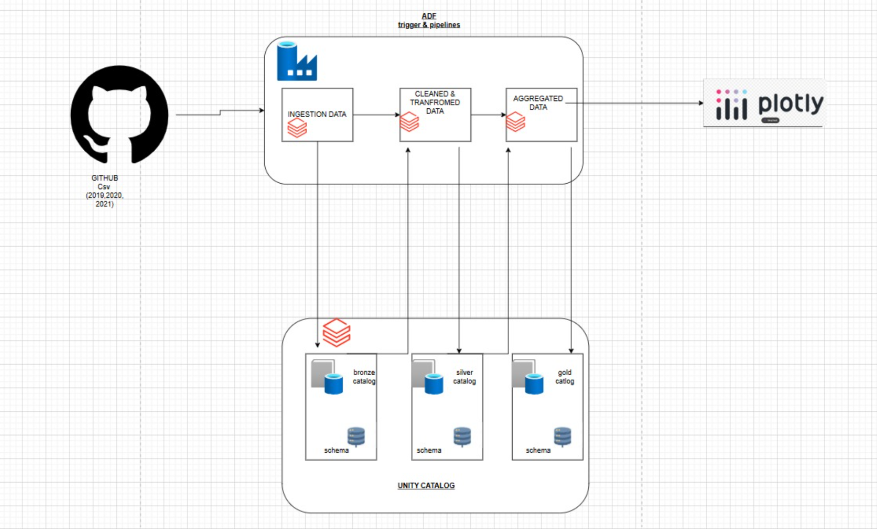 ADF
trigger & pipelines
INGESTION DATA
CLEANED &
TRANFROMED
DATA
AGGREGATED
DATA
plotly
GITHUB
Csv
(2019,2020,
2021)
bronze
catalog
silver
catalog
gold
catlog
schema
schema
schema
UNITY CATALOG